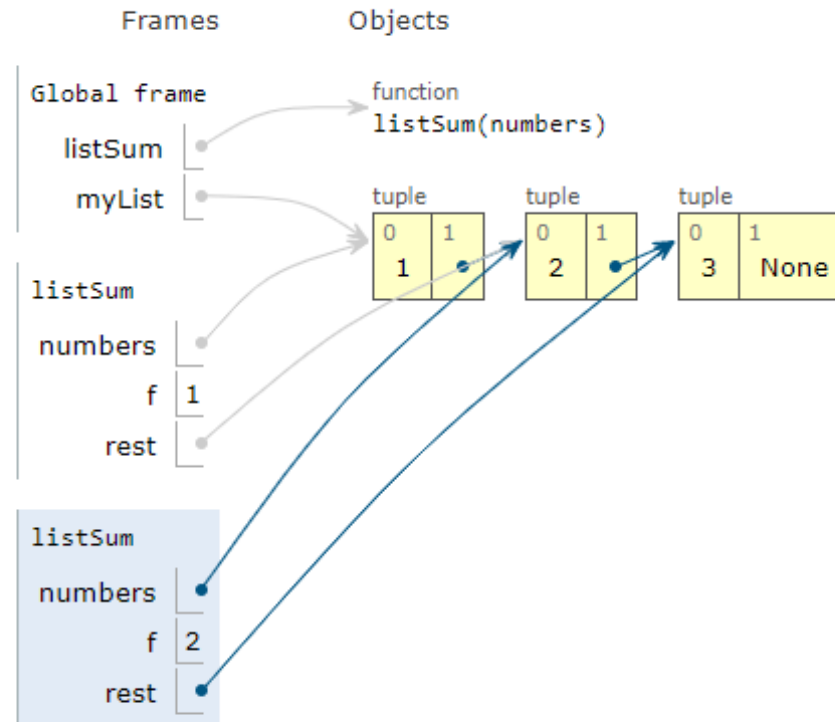 Frames Objects
Global frame
function
listSum(numbers)
listSum
myList
tuple tuple tuple
0 1 0 1 0 1
1 2 3 None
listSum
numbers
f 1
rest
listSum
numbers
f 2
rest